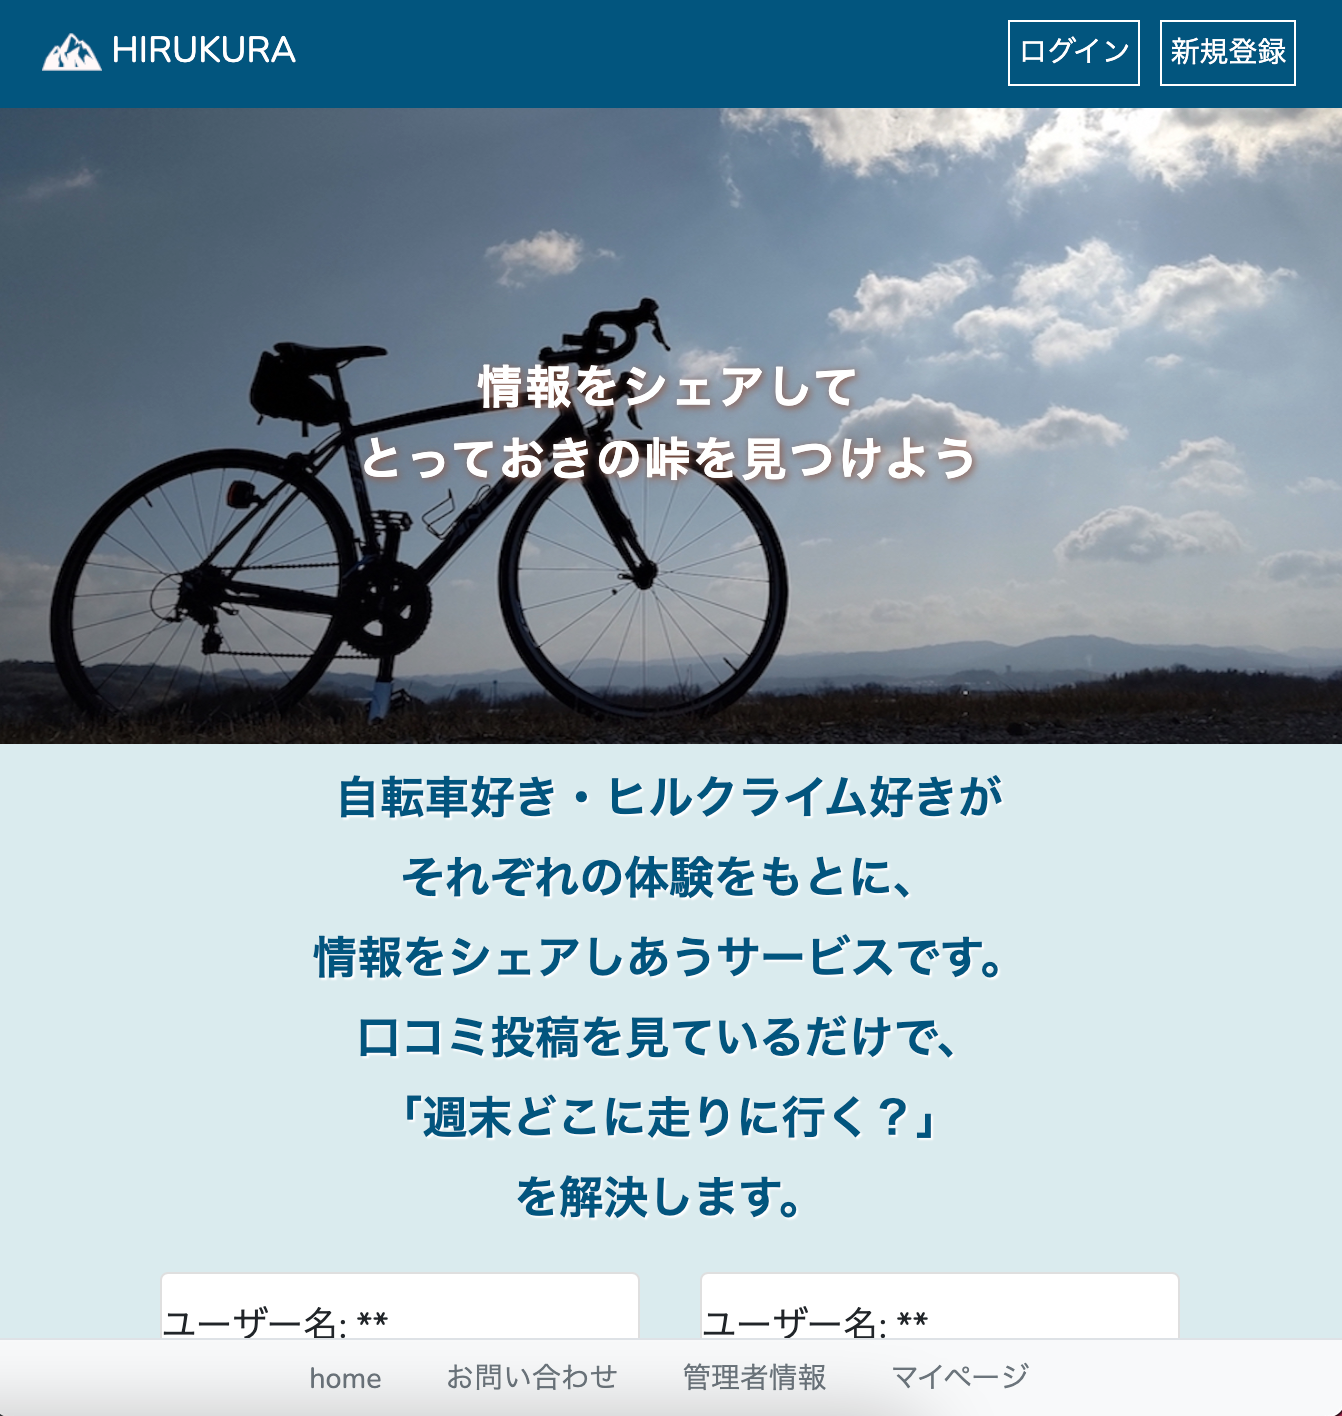 HIRUKURA
ログイン
新規登録
情報をシェアして
とっておきの峠を見つけよう
自転車好き・ヒルクライム好きが
それぞれの体験をもとに、
情報をシェアしあうサービスです。
口コミ投稿を見ているだけで、
「週末どこに走りに行く？」
を解決します。
ユーザー名: **
ユーザー名: **
home
お問い合わせ
管理者情報
マイページ